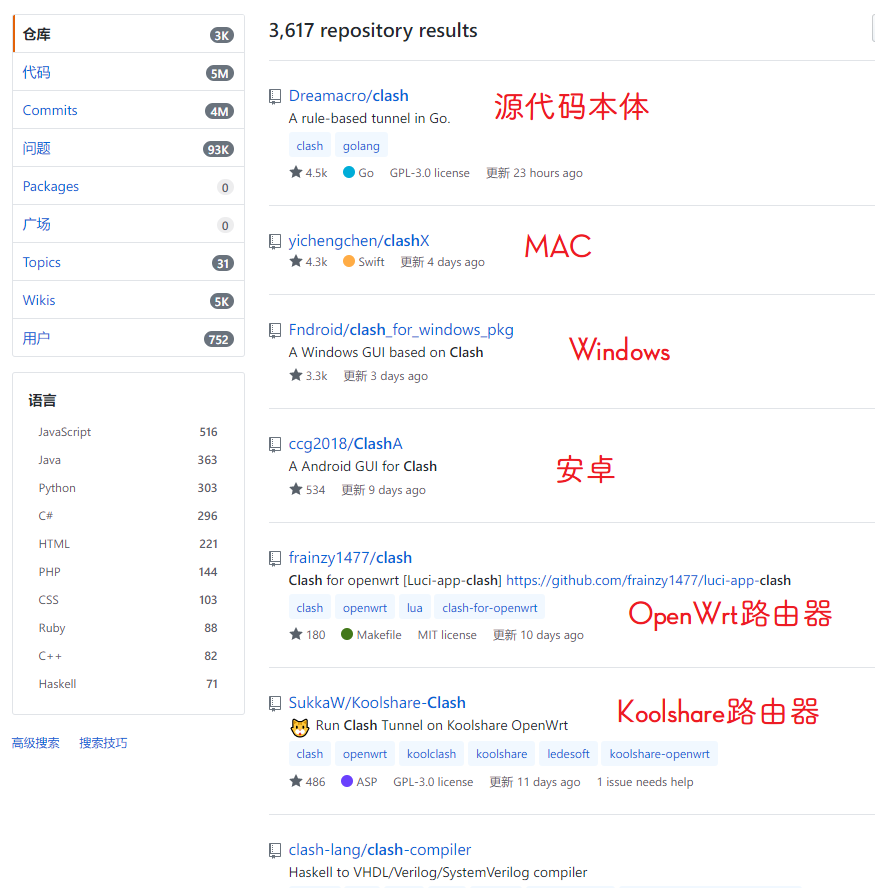 仓库 3K
代码 5M
Commits 4M
问题 93K
Packages 0
广场 0
Topics 31
Wikis 5K
用户 752
语言
JavaScript 516
Java 363
Python 303
C# 296
HTML 221
PHP 144
CSS 103
Ruby 88
C++ 82
Haskell 71
高级搜索 搜索技巧
3,617 repository results
Dreamacro/clash
源代码本体
A rule-based tunnel in Go.
clash golang
4.5k Go GPL-3.0 license 更新 23 hours ago
yichengchen/clashX
MAC
4.3k Swift 更新 4 days ago
Fndroid/clash_for_windows_pkg
Windows
A Windows GUI based on Clash
3.3k 更新 3 days ago
ccg2018/ClashA
安卓
A Android GUI for Clash
534 更新 9 days ago
frainzy1477/clash
Clash for openwrt [Luci-app-clash] https://github.com/frainzy1477/luci-app-clash
clash openwrt lua clash-for-openwrt
OpenWrt路由器
180 Makefile MIT license 更新 10 days ago
SukkaW/Koolshare-Clash
Koolshare路由器
Run Clash Tunnel on Koolshare OpenWrt
clash openwrt koolclash koolshare ledesoft koolshare-openwrt
486 ASP GPL-3.0 license 更新 11 days ago 1 issue needs help
clash-lang/clash-compiler
Haskell to VHDL/Verilog/SystemVerilog compiler